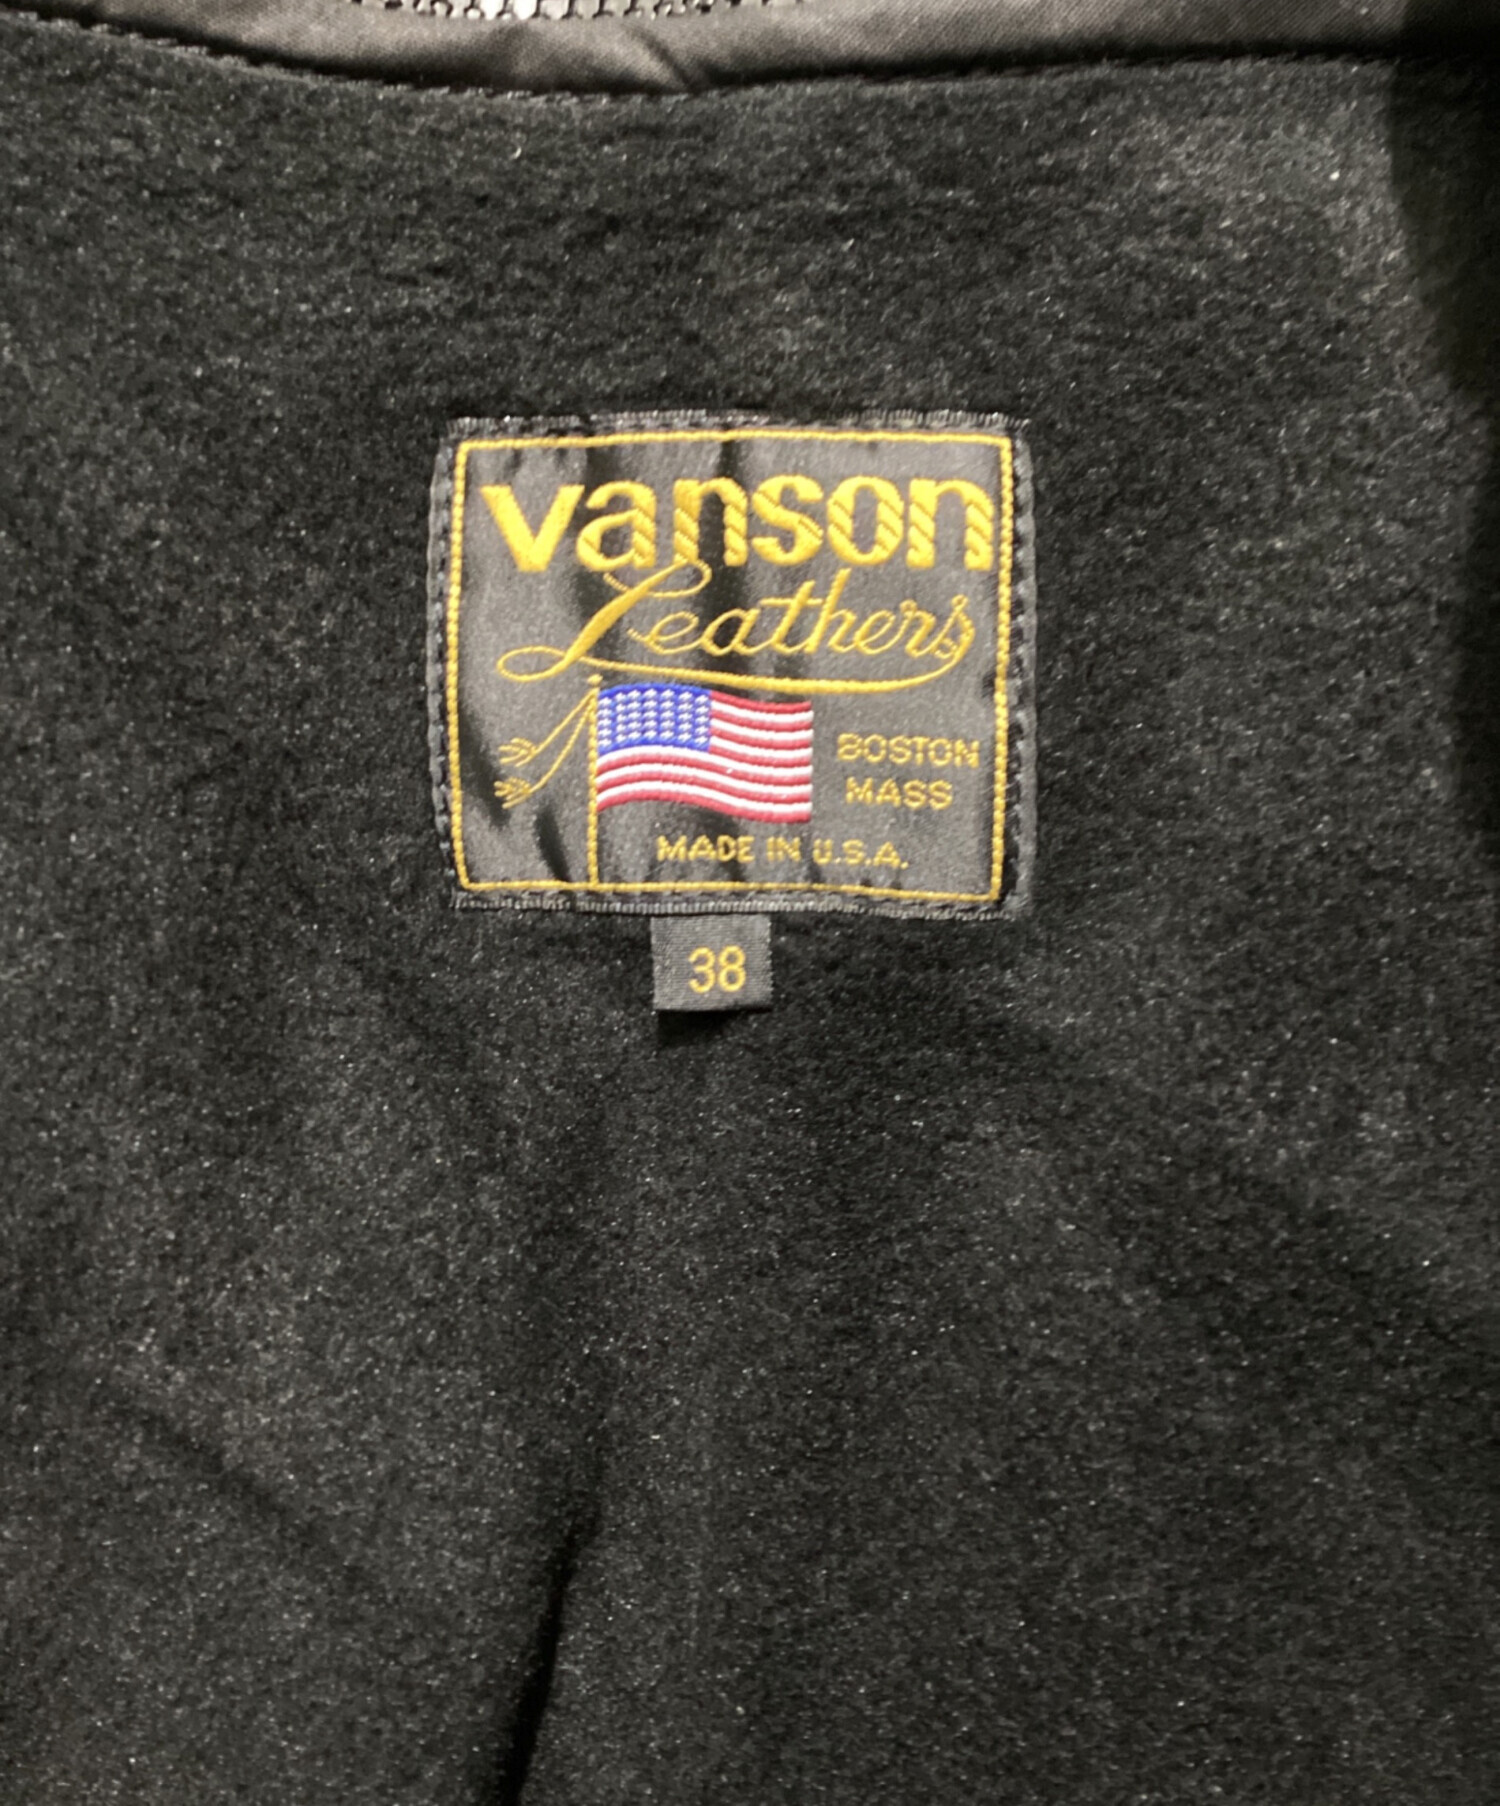 vanson
Leathers
BOSTON
MASS
MADE IN U.S.A.
38